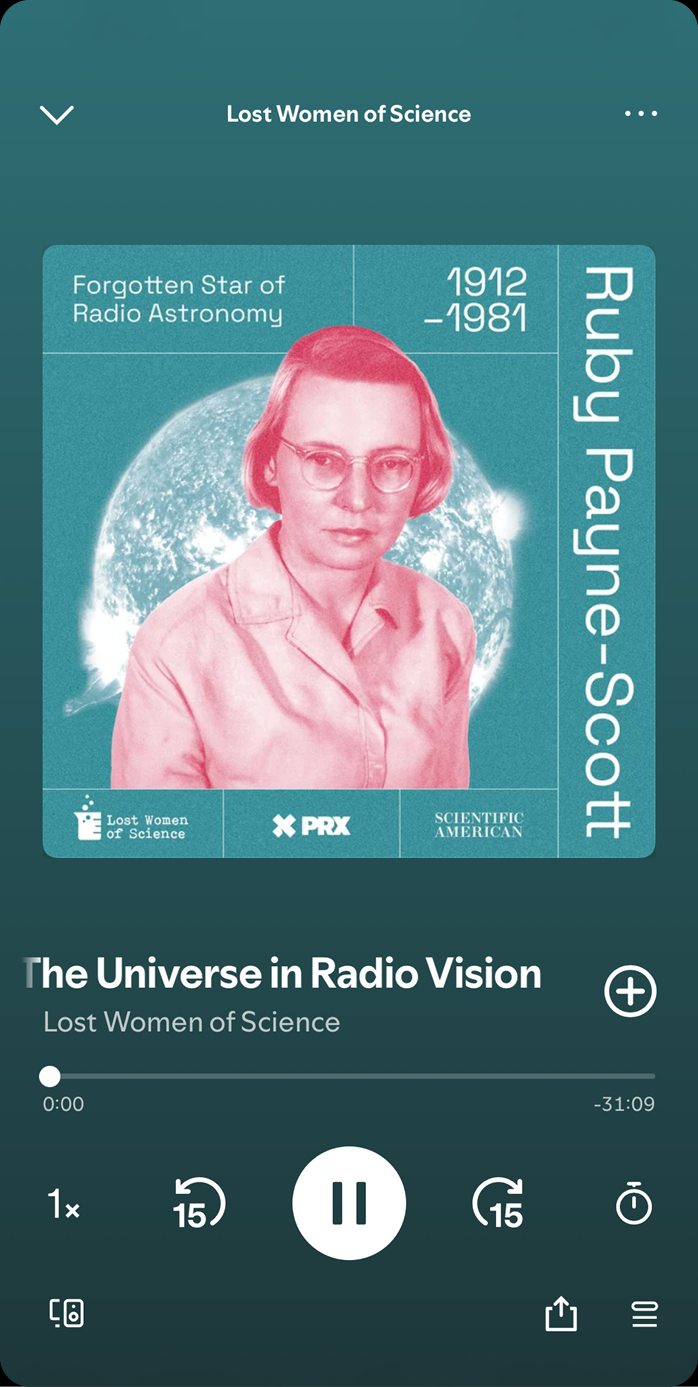 Lost Women of Science
Forgotten Star of
Radio Astronomy
1912
–1981
Ruby Payne-Scott
Lost Women
of Science
PRX
SCIENTIFIC
AMERICAN
The Universe in Radio Vision
Lost Women of Science
0:00
-31:09
1×
15
15